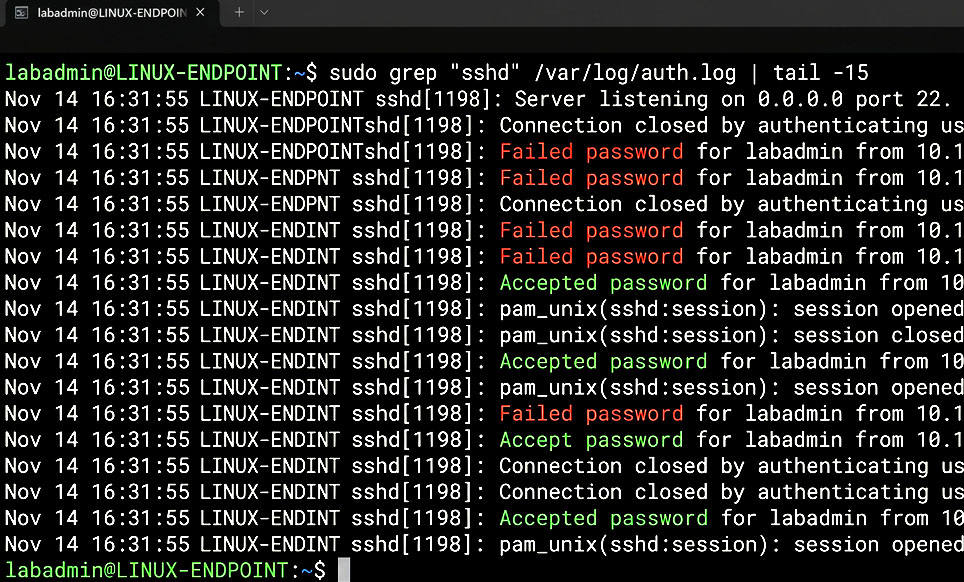 labadmin@LINUX-ENDPOIN
labadmin@LINUX-ENDPOINT:~$ sudo grep "sshd" /var/log/auth.log | tail -15
Nov 14 16:31:55 LINUX-ENDPOINT sshd[1198]: Server listening on 0.0.0.0 port 22.
Nov 14 16:31:55 LINUX-ENDPOINTshd[1198]: Connection closed by authenticating us
Nov 14 16:31:55 LINUX-ENDPOINTshd[1198]: Failed password for labadmin from 10.1
Nov 14 16:31:55 LINUX-ENDPNT sshd[1198]: Failed password for labadmin from 10.1
Nov 14 16:31:55 LINUX-ENDPNT sshd[1198]: Connection closed by authenticating us
Nov 14 16:31:55 LINUX-ENDINT sshd[1198]: Failed password for labadmin from 10.1
Nov 14 16:31:55 LINUX-ENDINT sshd[1198]: Failed password for labadmin from 10.1
Nov 14 16:31:55 LINUX-ENDINT sshd[1198]: Accepted password for labadmin from 10
Nov 14 16:31:55 LINUX-ENDINT sshd[1198]: pam_unix(sshd:session): session opened
Nov 14 16:31:55 LINUX-ENDINT sshd[1198]: pam_unix(sshd:session): session closed
Nov 14 16:31:55 LINUX-ENDINT sshd[1198]: Accepted password for labadmin from 10
Nov 14 16:31:55 LINUX-ENDINT sshd[1198]: pam_unix(sshd:session): session opened
Nov 14 16:31:55 LINUX-ENDINT sshd[1198]: Failed password for labadmin from 10.1
Nov 14 16:31:55 LINUX-ENDINT sshd[1198]: Accept password for labadmin from 10.1
Nov 14 16:31:55 LINUX-ENDINT sshd[1198]: Connection closed by authenticating us
Nov 14 16:31:55 LINUX-ENDINT sshd[1198]: Connection closed by authenticating us
Nov 14 16:31:55 LINUX-ENDINT sshd[1198]: Accepted password for labadmin from 10
Nov 14 16:31:55 LINUX-ENDINT sshd[1198]: pam_unix(sshd:session): session opened
labadmin@LINUX-ENDPOINT:~$